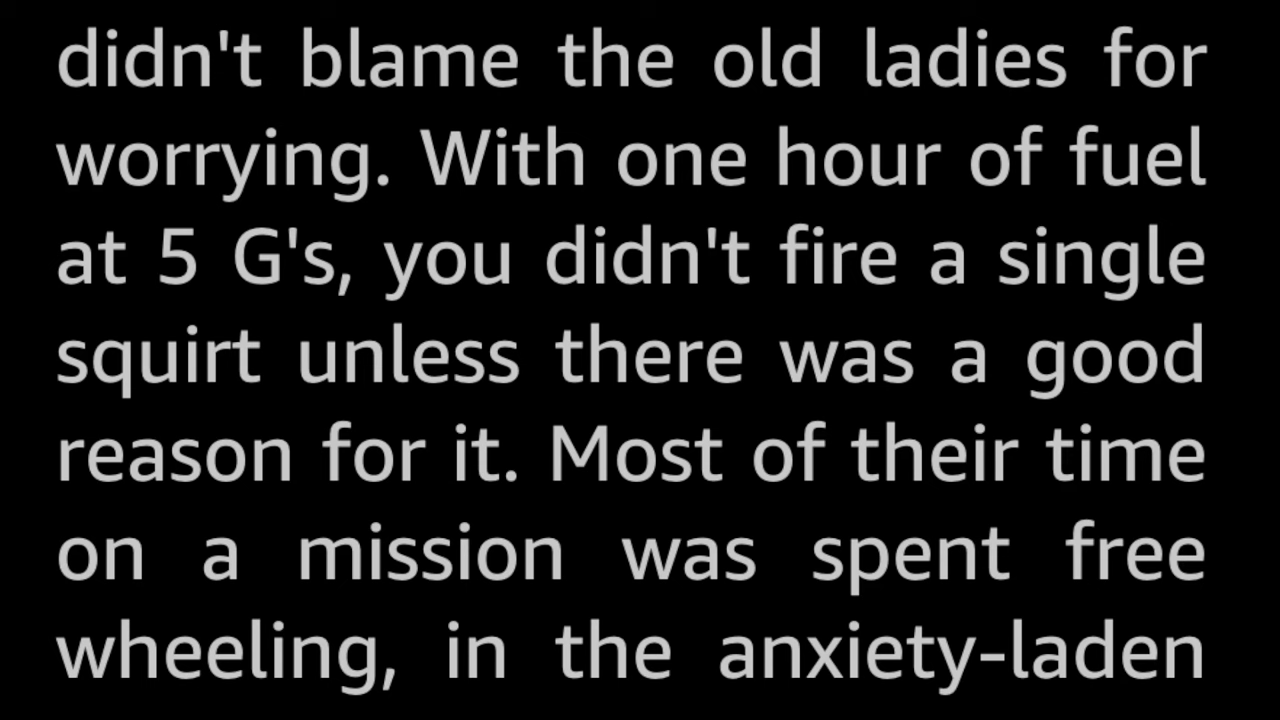 didn't blame the old ladies for
worrying. With one hour of fuel
at 5 G's, you didn't fire a single
squirt unless there was a good
reason for it. Most of their time
on a mission was spent free
wheeling, in the anxiety-laden